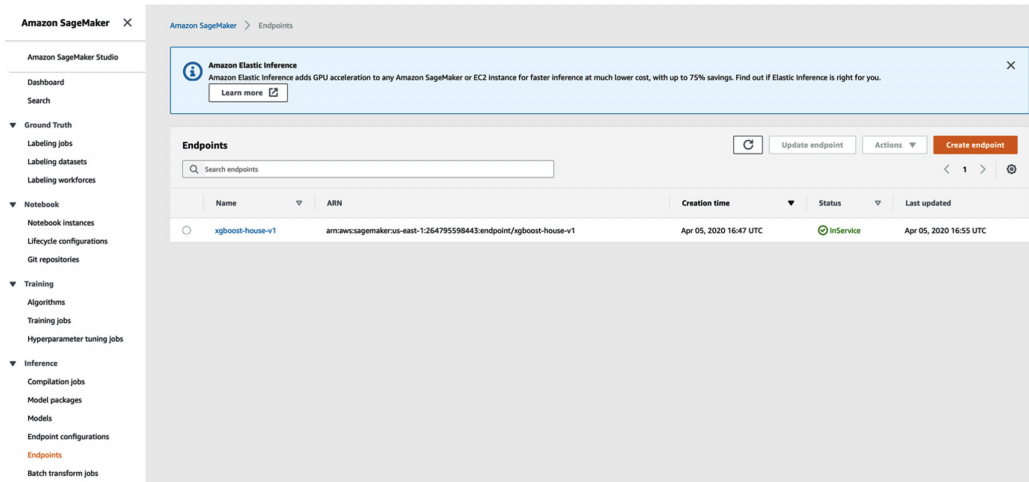 Amazon SageMaker
Amazon SageMaker Studio
Dashboard
Search
Ground Truth
Labeling jobs
Labeling datasets
Labeling workforces
Notebook
Notebook instances
Lifecycle configurations
Git repositories
Training
Algorithms
Training jobs
Hyperparameter tuning jobs
Inference
Compilation jobs
Model packages
Models
Endpoint configurations
Endpoints
Batch transform jobs
Amazon SageMaker > Endpoints
Amazon Elastic Inference
Amazon Elastic Inference adds GPU acceleration to any Amazon SageMaker or EC2 instance for faster inference at much lower cost, with up to 75% savings. Find out if Elastic Inference is right for you.
Learn more
Endpoints Update endpoint Actions Create endpoint
Search endpoints 1
Name ARN Creation time Status Last updated
xgboost-house-v1 arn:aws:sagemaker:us-east-1:264795598443:endpoint/xgboost-house-v1 Apr 05, 2020 16:47 UTC InService Apr 05, 2020 16:55 UTC